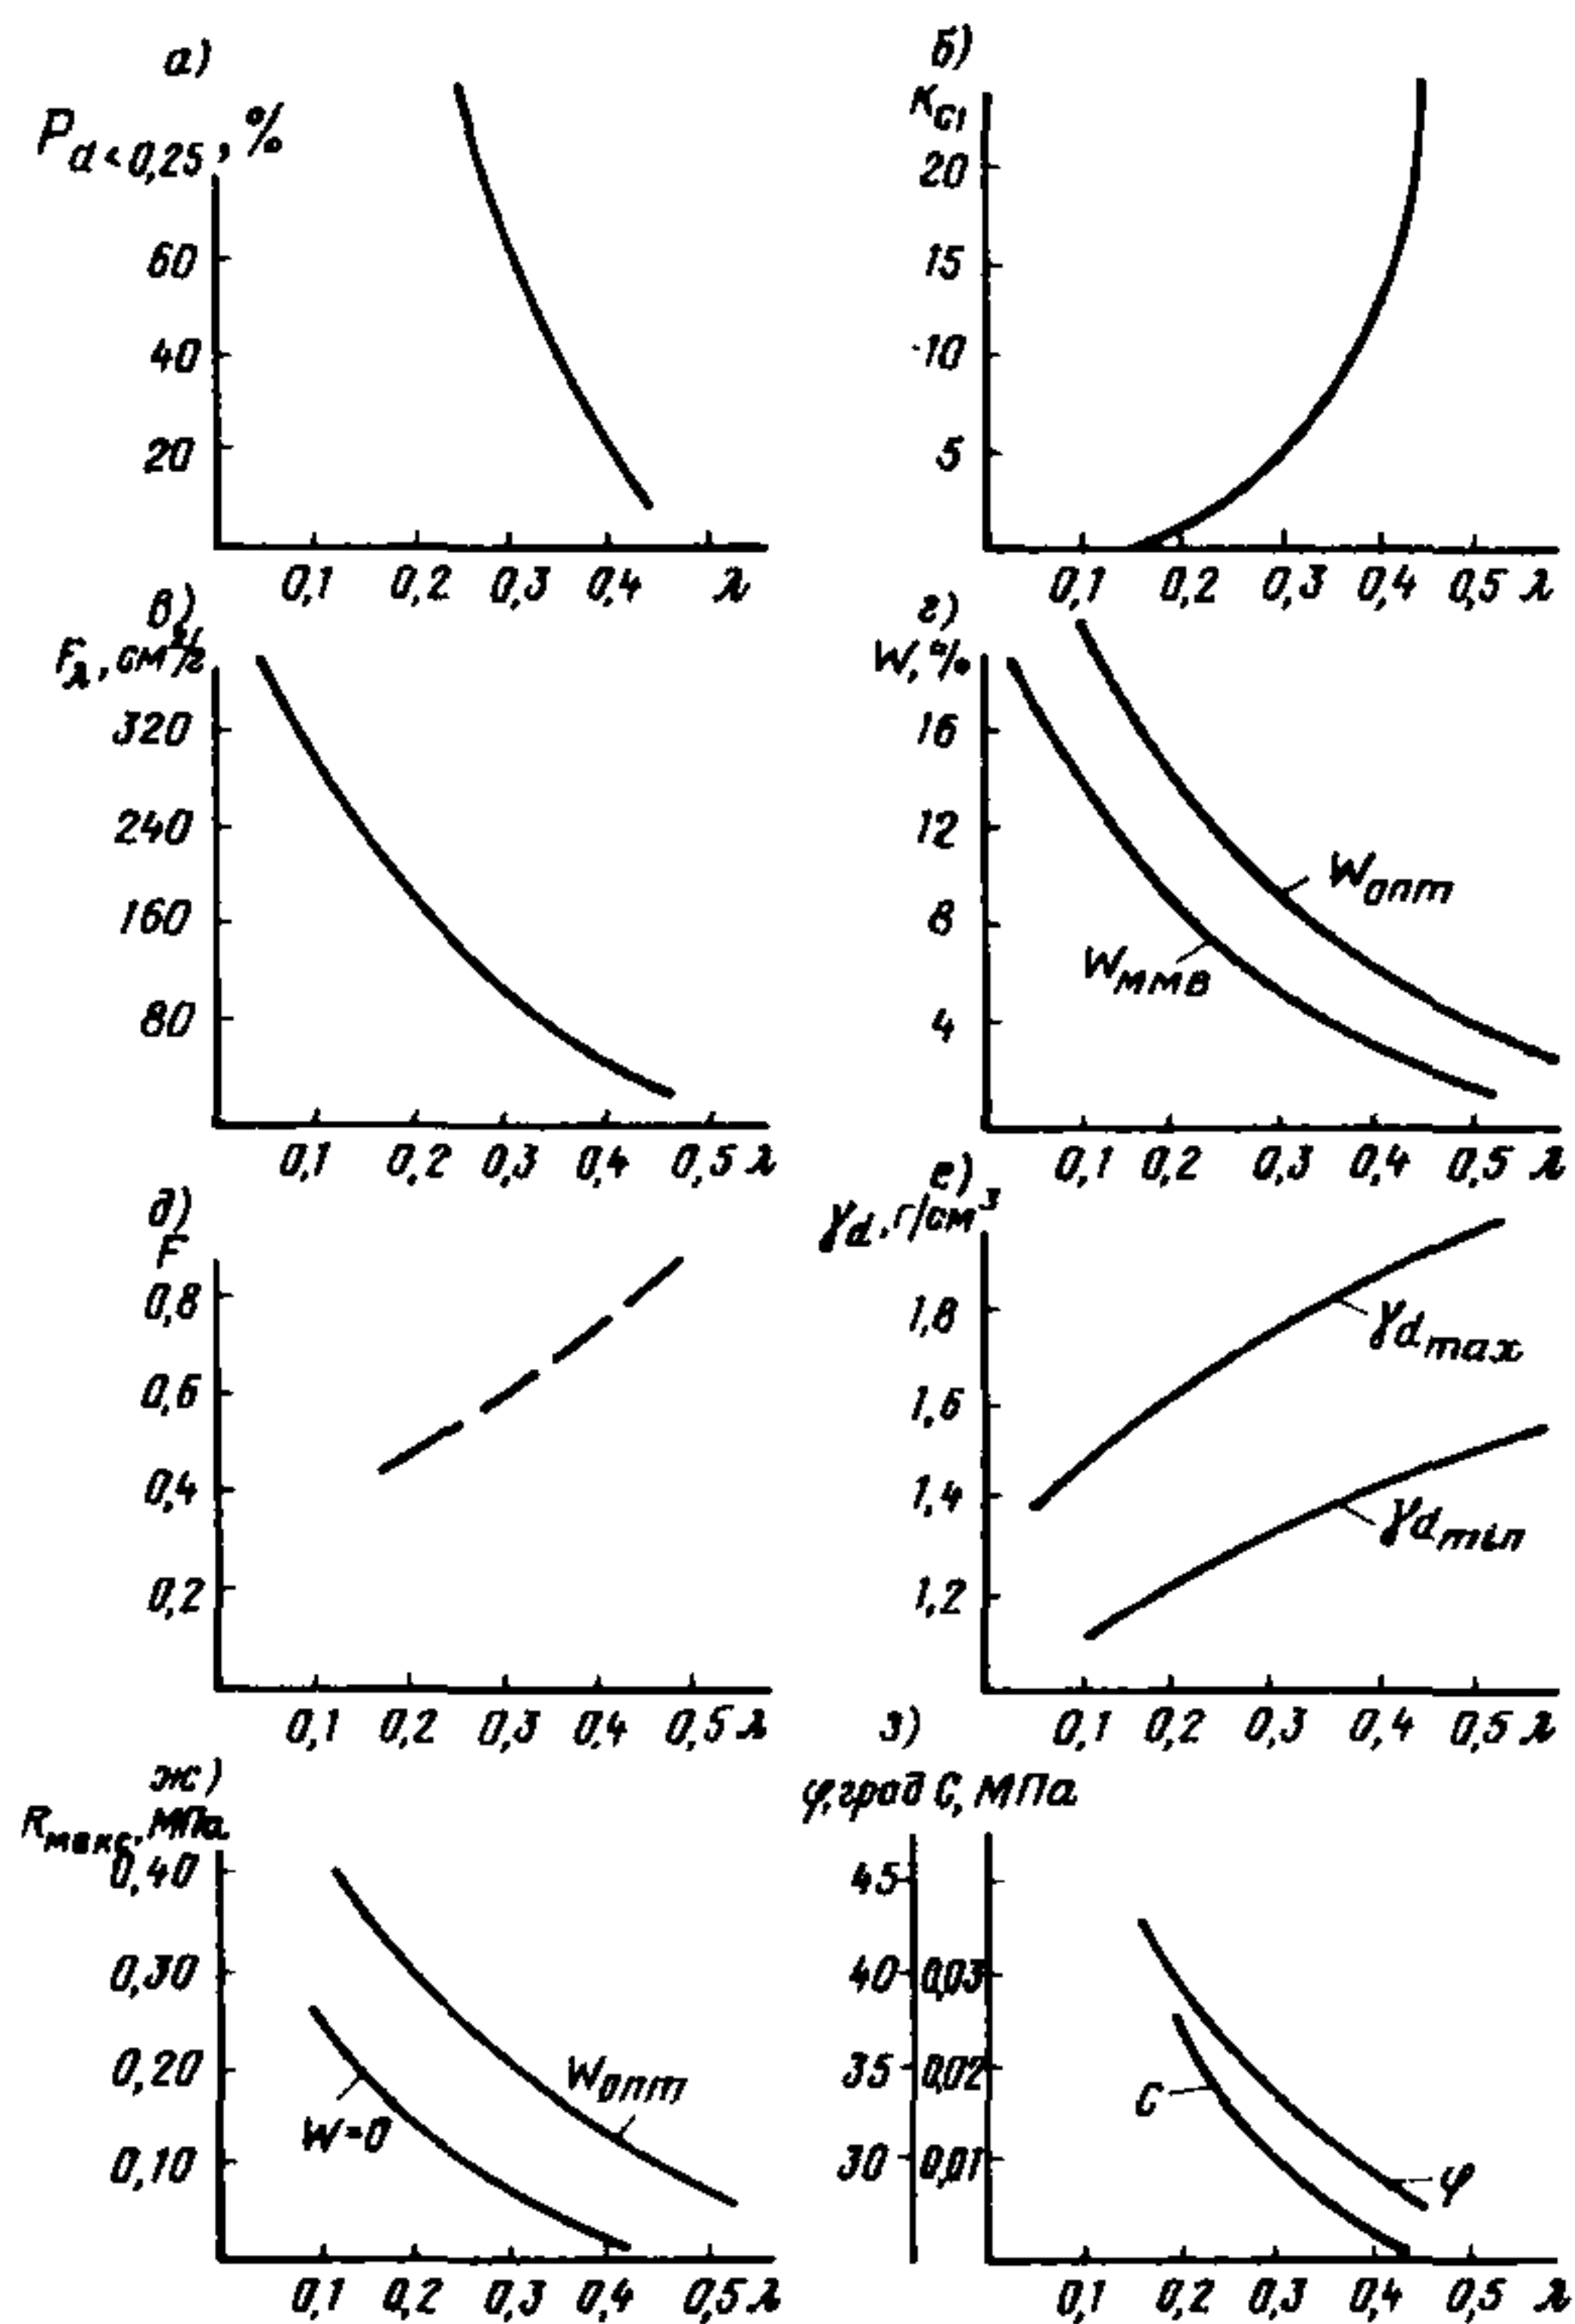 а)
P d<0,25, %
60
40
20
0,1 0,2 0,3 0,4 λ
б)
K
20
15
10
5
0,1 0,2 0,3 0,4 0,5 λ
в)
Fλ, см²/г
320
240
160
80
0,1 0,2 0,3 0,4 0,5 λ
г)
W, %
16
12
8
4
Wопт
Wммв
0,1 0,2 0,3 0,4 0,5 λ
д)
F
0,8
0,6
0,4
0,2
0,1 0,2 0,3 0,4 0,5 λ
е)
γd, г/см³
1,8
1,6
1,4
1,2
γd max
γd min
0,1 0,2 0,3 0,4 0,5 λ
ж)
Rмакс, МПа
0,40
0,30
0,20
0,10
Wопт
W=0
0,1 0,2 0,3 0,4 0,5 λ
з)
φ, град C, МПа
45
40 0,03
35 0,02
30 0,01
C
φ
0,1 0,2 0,3 0,4 0,5 λ